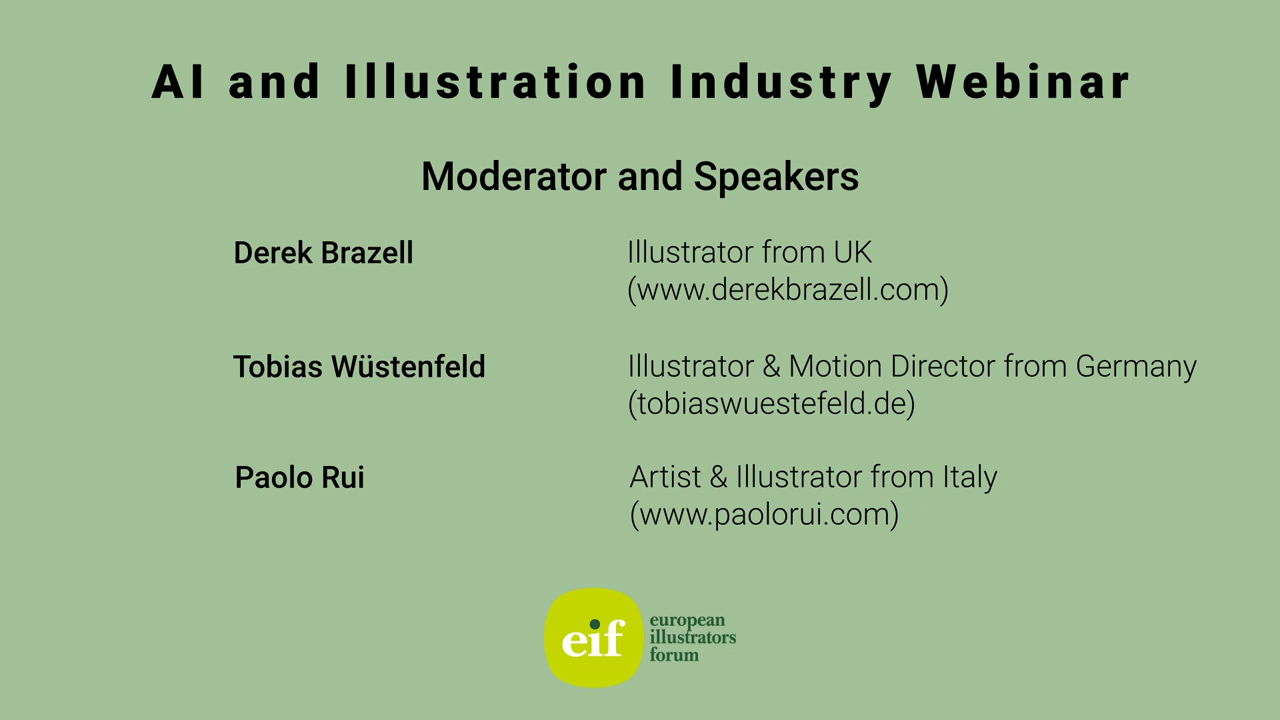 AI and Illustration Industry Webinar
Moderator and Speakers
Derek Brazell
Illustrator from UK
(www.derekbrazell.com)
Tobias Wüstenfeld
Illustrator & Motion Director from Germany
(tobiaswuestefeld.de)
Paolo Rui
Artist & Illustrator from Italy
(www.paolorui.com)
eif
european
illustrators
forum